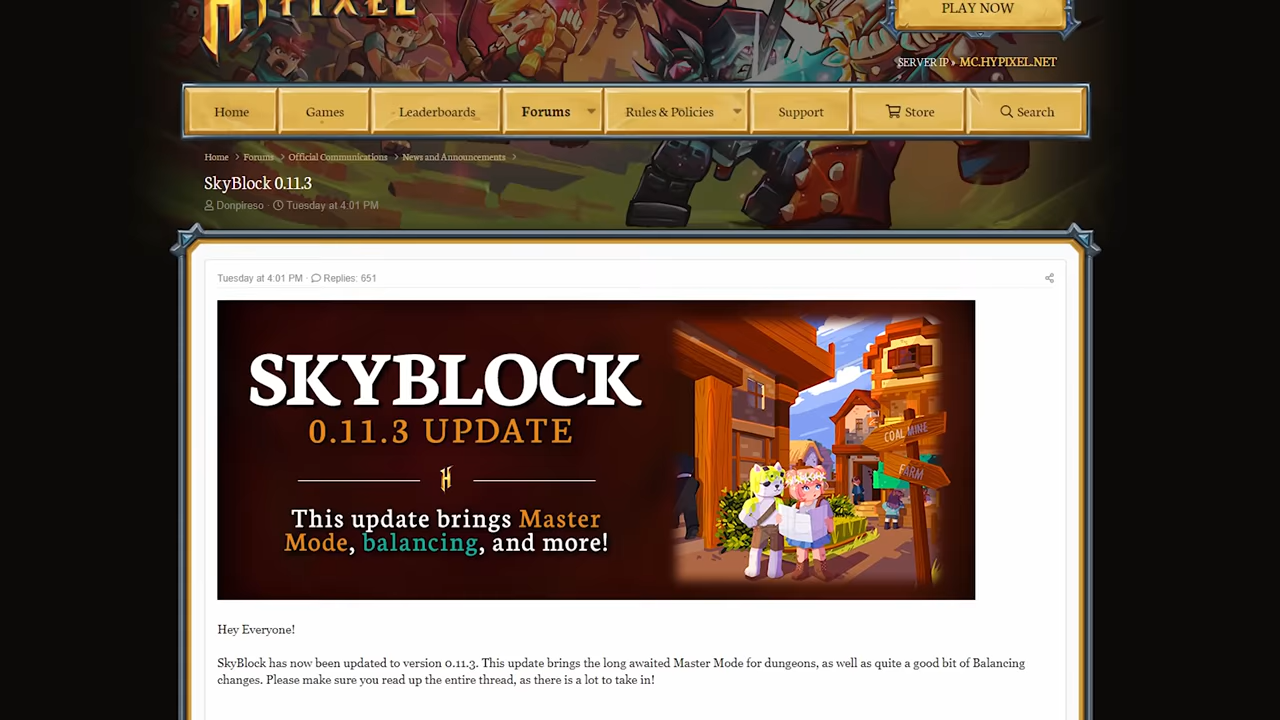 HYPIXEL
PLAY NOW
SERVER IP » MC.HYPIXEL.NET
Home Games Leaderboards Forums Rules & Policies Support Store Search
Home > Forums > Official Communications > News and Announcements >
SkyBlock 0.11.3
Donpireso · Tuesday at 4:01 PM
Tuesday at 4:01 PM · Replies: 651
SKYBLOCK
0.11.3 UPDATE
This update brings Master
Mode, balancing, and more!
COAL MINE
FARM
Hey Everyone!
SkyBlock has now been updated to version 0.11.3. This update brings the long awaited Master Mode for dungeons, as well as quite a good bit of Balancing
changes. Please make sure you read up the entire thread, as there is a lot to take in!